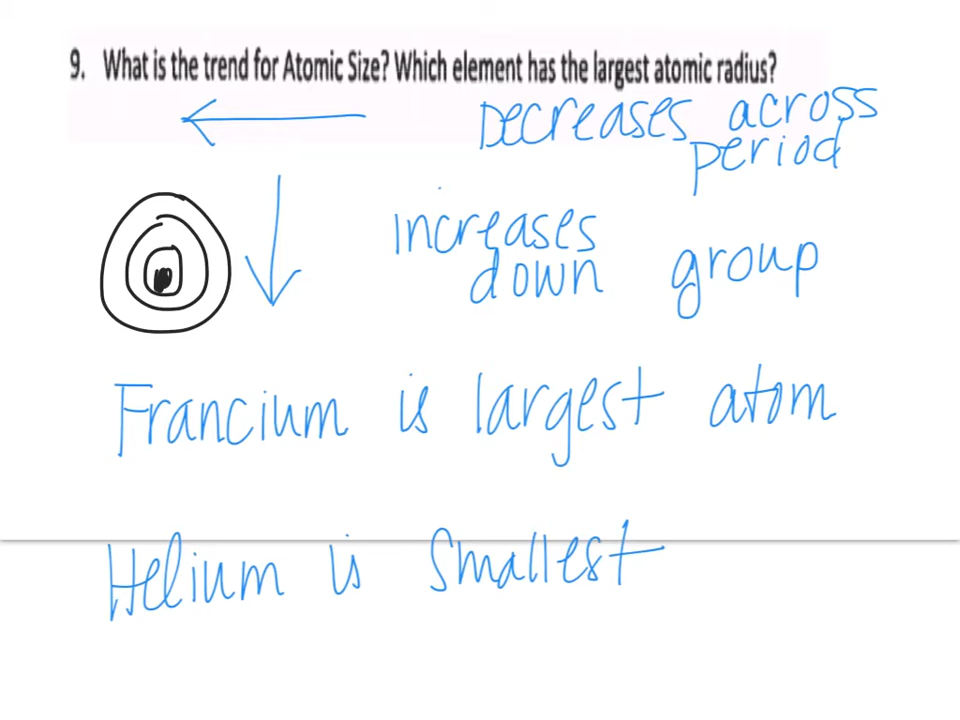 9. What is the trend for Atomic Size? Which element has the largest atomic radius?
Decreases across
period
increases
down group
Francium is largest atom
Helium is smallest